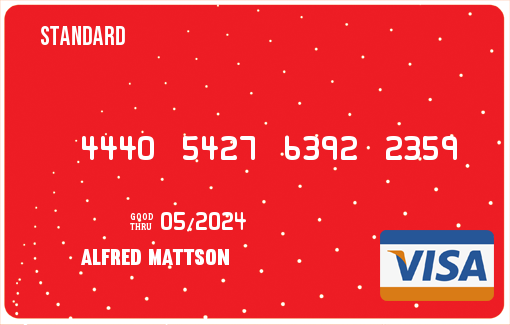 STANDARD
4440 5427 6392 2359
GOOD THRU 05/2024
ALFRED MATTSON
VISA